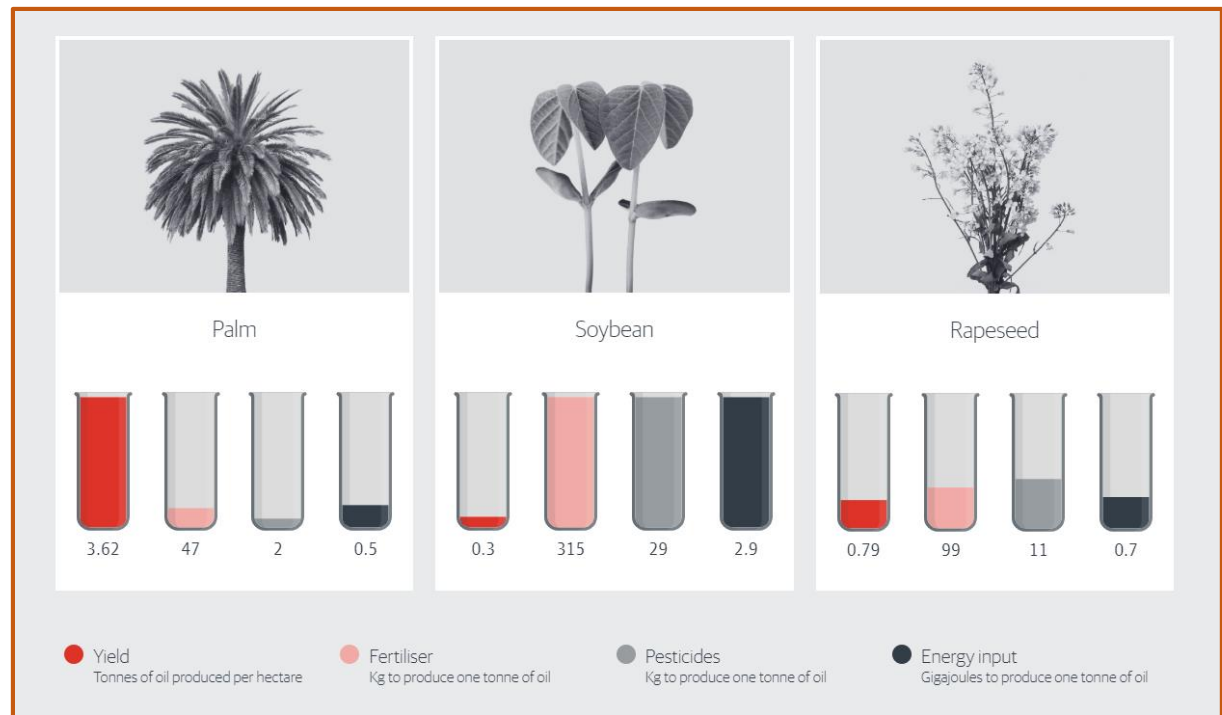 Palm
Soybean
Rapeseed
3.62 47 2 0.5
0.3 315 29 2.9
0.79 99 11 0.7
Yield
Tonnes of oil produced per hectare
Fertiliser
Kg to produce one tonne of oil
Pesticides
Kg to produce one tonne of oil
Energy input
Gigajoules to produce one tonne of oil